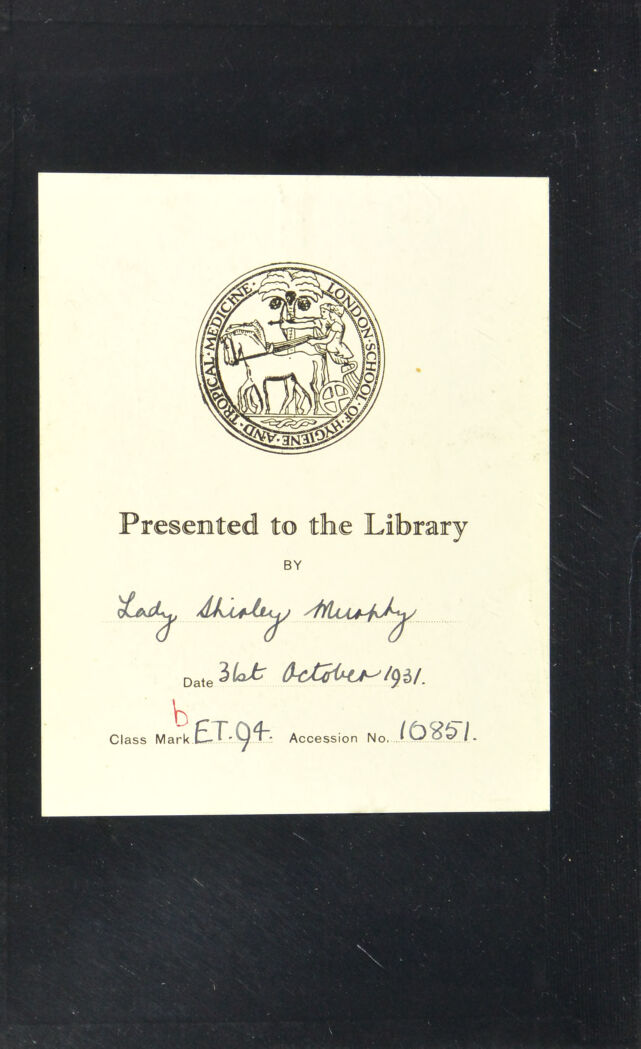 LONDON·SCHOOL·OF·HYGIENE·AND·TROPICAL·MEDICINE·
Presented to the Library
BY
Lady Shirley Murphy
Date 31st October 1931.
b
Class Mark ET.94. Accession No. 10851.